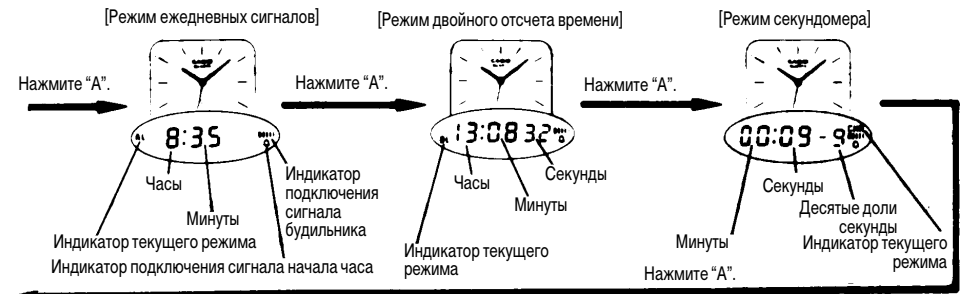 [Режим ежедневных сигналов]
[Режим двойного отсчета времени]
[Режим секундомера]
Нажмите “А”.
Нажмите “А”.
Нажмите “А”.
CASIO
8:35
Часы
Минуты
Индикатор
подключения
сигнала
будильника
Индикатор текущего режима
Индикатор подключения сигнала начала часа
13:08 32
Часы
Секунды
Минуты
Индикатор текущего
режима
00:09-9
Секунды
Десятые доли
секунды
Минуты
Индикатор текущего
режима
Нажмите “А”.